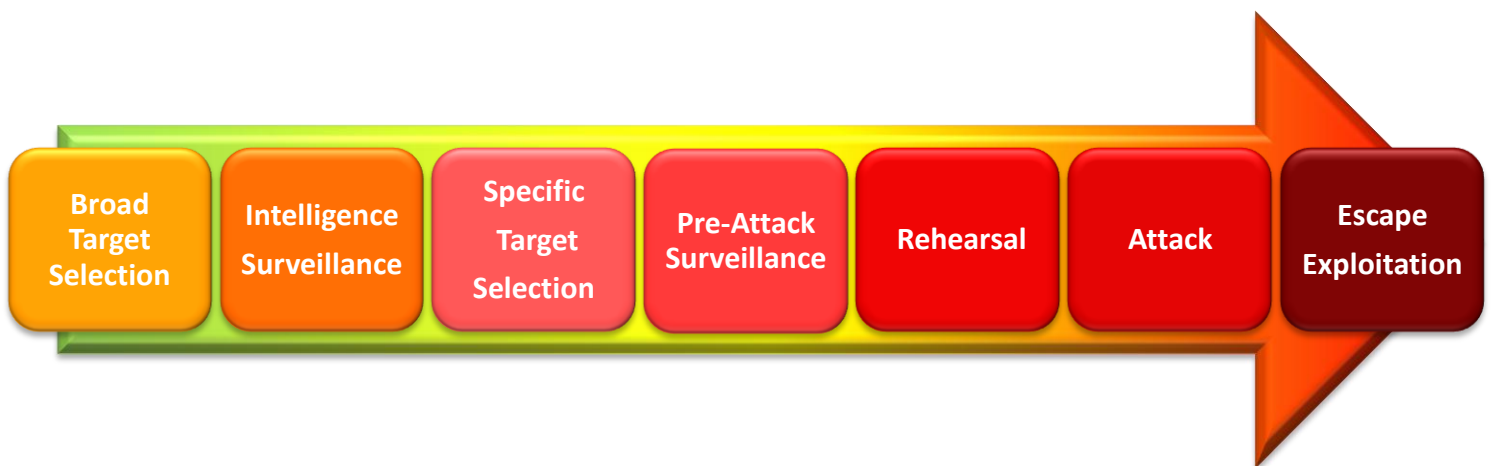 Broad
Target
Selection
Intelligence
Surveillance
Specific
Target
Selection
Pre-Attack
Surveillance
Rehearsal
Attack
Escape
Exploitation